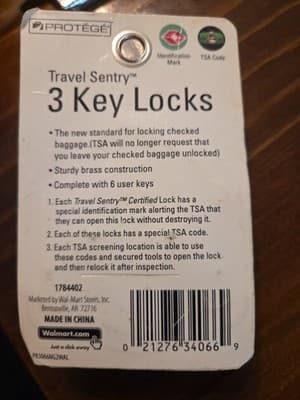 PROTÉGÉ
Identification
Mark
TSA Code
Travel Sentry™
3 Key Locks
• The new standard for locking checked
baggage.(TSA will no longer request that
you leave your checked baggage unlocked)
• Sturdy brass construction
• Complete with 6 user keys
1. Each Travel Sentry™ Certified Lock has a
special identification mark alerting the TSA that
they can open this lock without destroying it.
2. Each of these locks has a special TSA code.
3. Each TSA screening location is able to use
these codes and secured tools to open the lock
and then relock it after inspection.
1784402
Marketed by Wal-Mart Stores, Inc.
Bentonville, AR 72716
MADE IN CHINA
Walmart.com
Just a click away
0 21276 34066 9